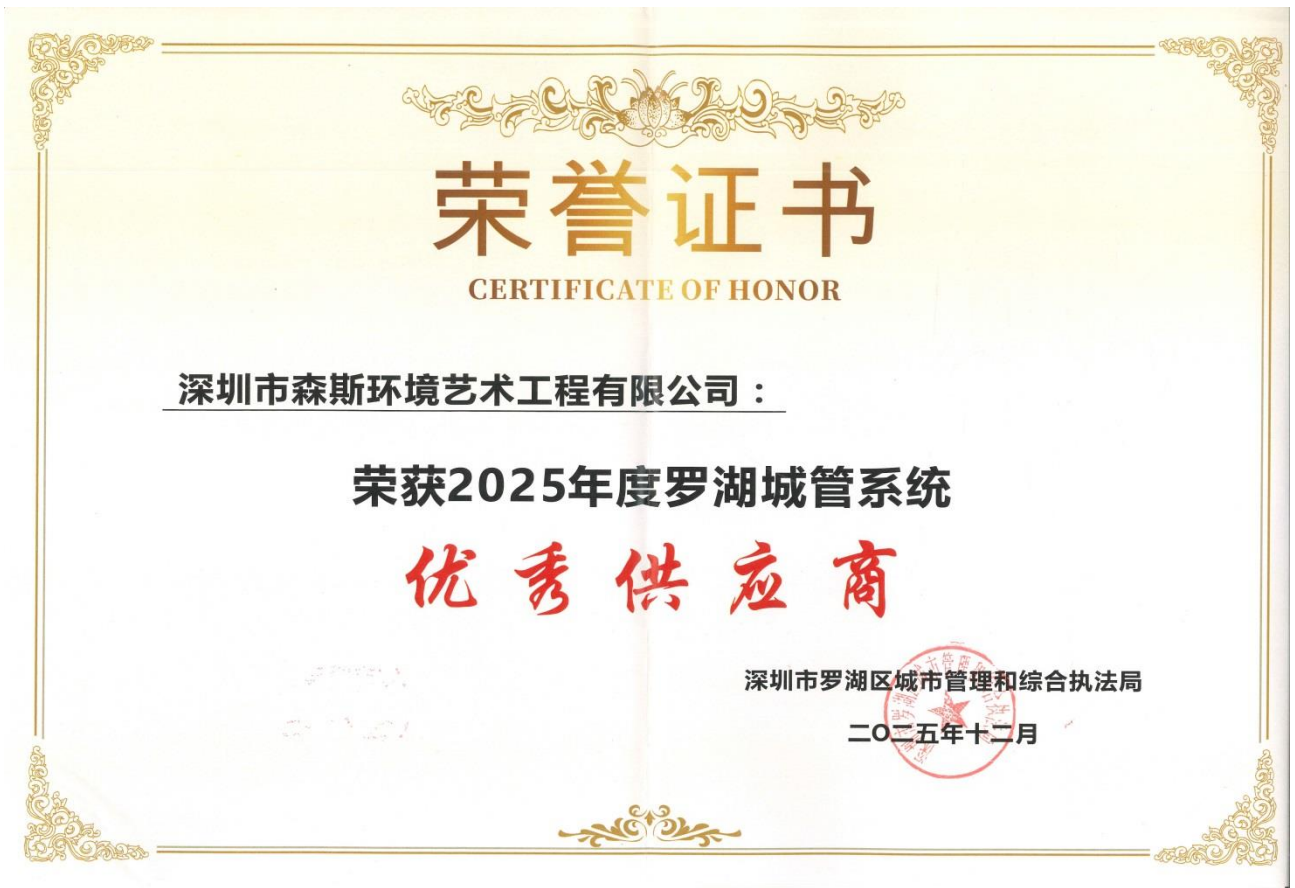 荣誉证书
CERTIFICATE OF HONOR
深圳市森斯环境艺术工程有限公司：
荣获2025年度罗湖城管系统
优秀供应商
深圳市罗湖区城市管理和综合执法局
二〇二五年十二月